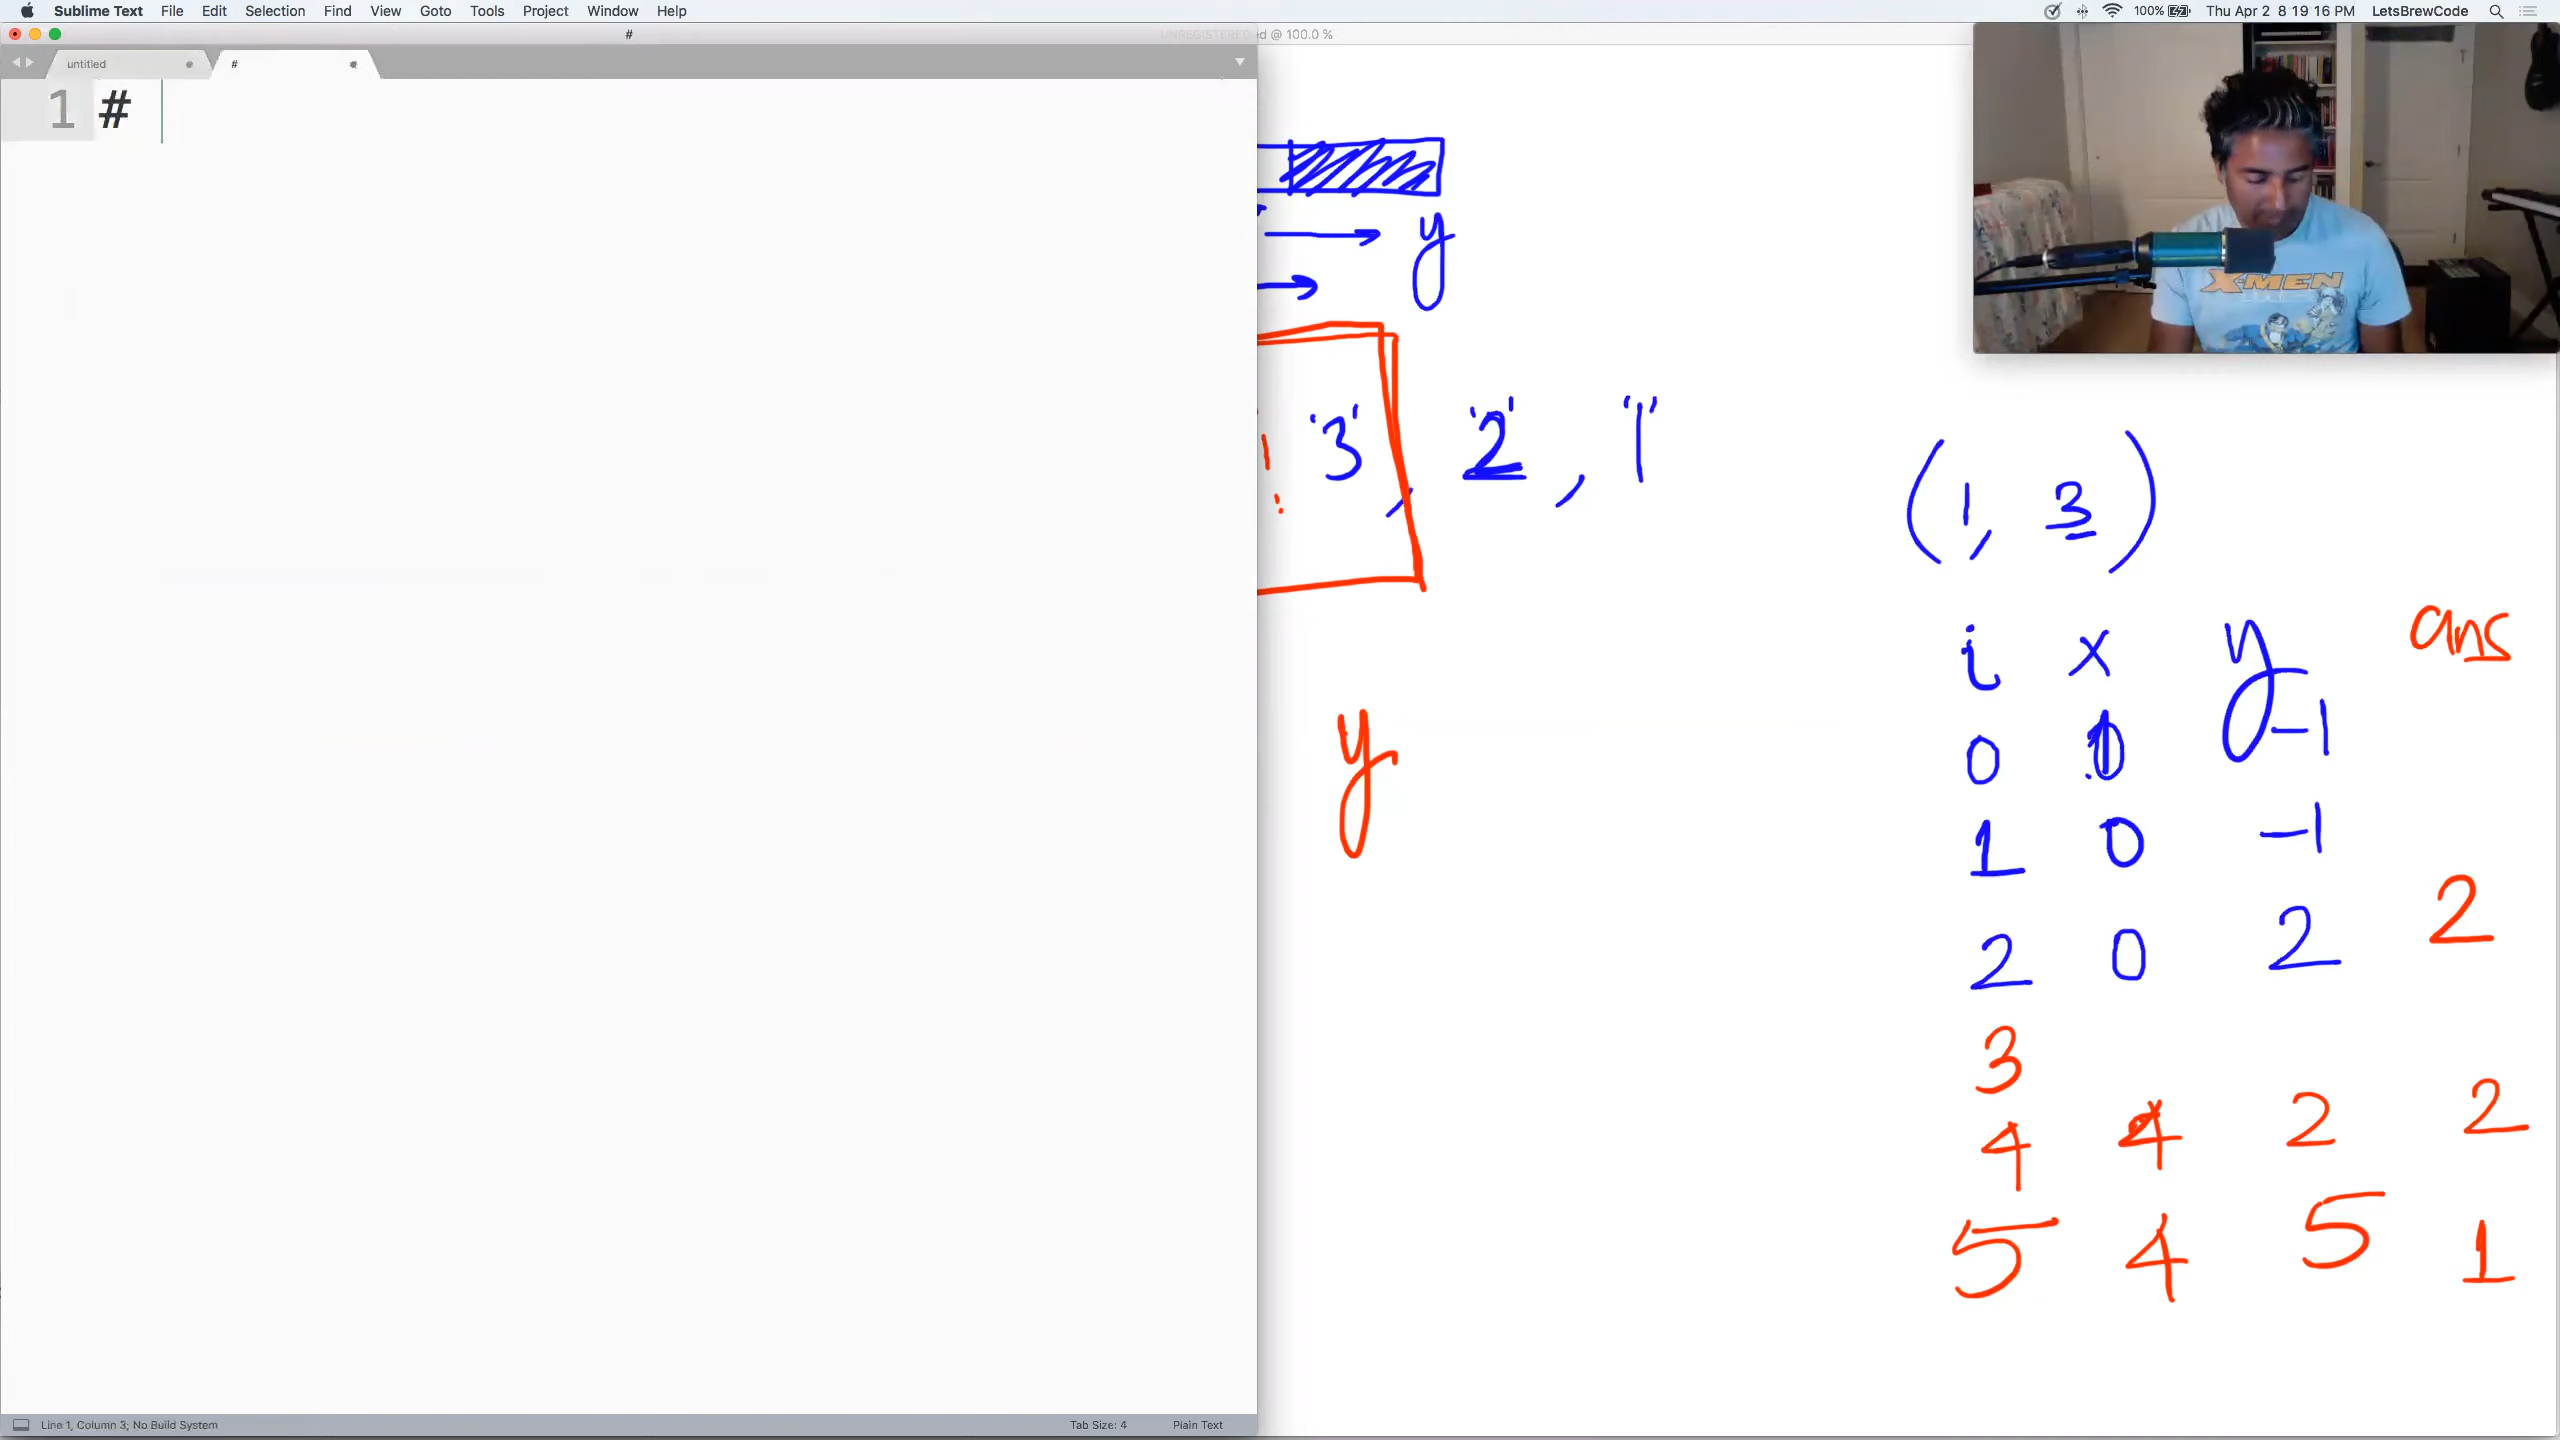 Sublime Text File Edit Selection Find View Goto Tools Project Window Help 100% Thu Apr 2 8:19:16 PM LetsBrewCode
# UNREGISTERED @ 100.0 %
untitled #
1 #
y
'3', '2', '1'
(1, 3)
i x y ans
0 0 -1
1 0 -1
2 0 2 2
3
4 4 2 2
5 4 5 1
y
X-MEN
Line 1, Column 3; No Build System Tab Size: 4 Plain Text